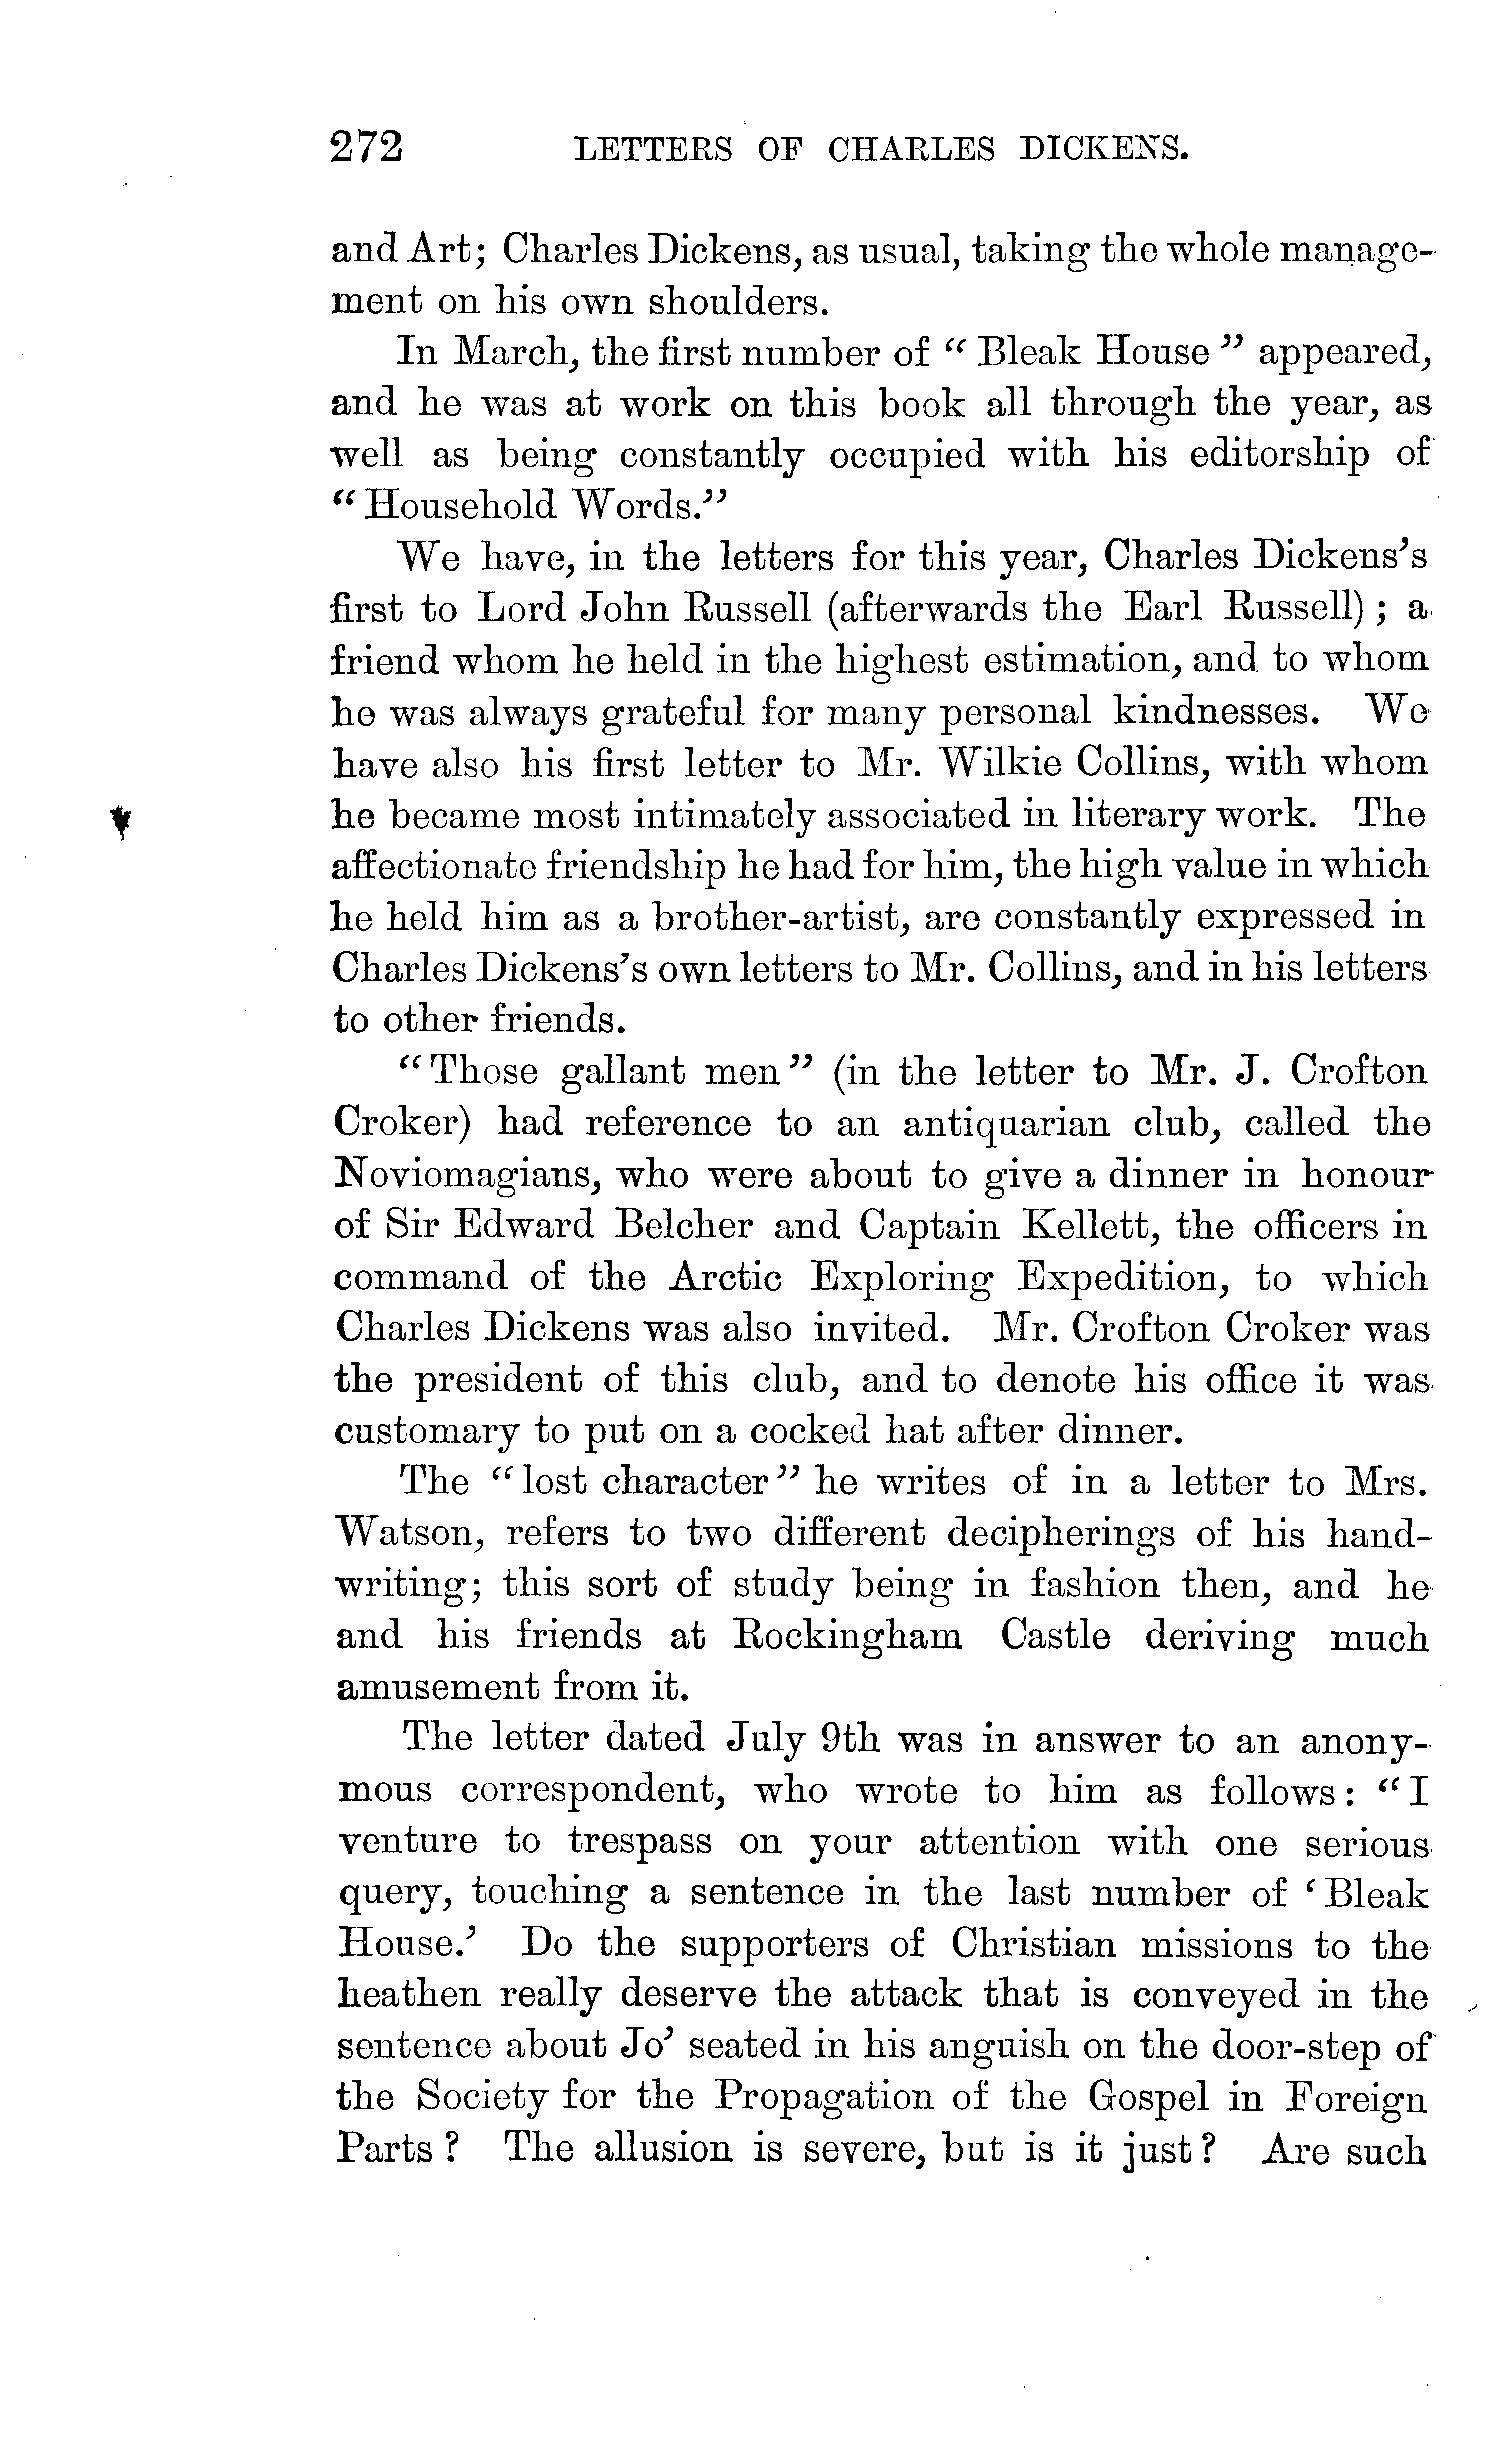 272 LETTERS OF CHARLES DICKENS.
and Art; Charles Dickens, as usual, taking the whole manage-
ment on his own shoulders.
In March, the first number of “ Bleak House ” appeared,
and he was at work on this book all through the year, as
well as being constantly occupied with his editorship of
“ Household Words.”
We have, in the letters for this year, Charles Dickens’s
first to Lord John Russell (afterwards the Earl Russell) ; a
friend whom he held in the highest estimation, and to whom
he was always grateful for many personal kindnesses. We
have also his first letter to Mr. Wilkie Collins, with whom
he became most intimately associated in literary work. The
affectionate friendship he had for him, the high value in which
he held him as a brother-artist, are constantly expressed in
Charles Dickens’s own letters to Mr. Collins, and in his letters
to other friends.
“Those gallant men” (in the letter to Mr. J. Crofton
Croker) had reference to an antiquarian club, called the
Noviomagians, who were about to give a dinner in honour
of Sir Edward Belcher and Captain Kellett, the officers in
command of the Arctic Exploring Expedition, to which
Charles Dickens was also invited. Mr. Crofton Croker was
the president of this club, and to denote his office it was
customary to put on a cocked hat after dinner.
The “lost character” he writes of in a letter to Mrs.
Watson, refers to two different decipherings of his hand-
writing; this sort of study being in fashion then, and he
and his friends at Rockingham Castle deriving much
amusement from it.
The letter dated July 9th was in answer to an anony-
mous correspondent, who wrote to him as follows: “I
venture to trespass on your attention with one serious
query, touching a sentence in the last number of ‘Bleak
House.’ Do the supporters of Christian missions to the
heathen really deserve the attack that is conveyed in the
sentence about Jo’ seated in his anguish on the door-step of
the Society for the Propagation of the Gospel in Foreign
Parts ? The allusion is severe, but is it just ? Are such